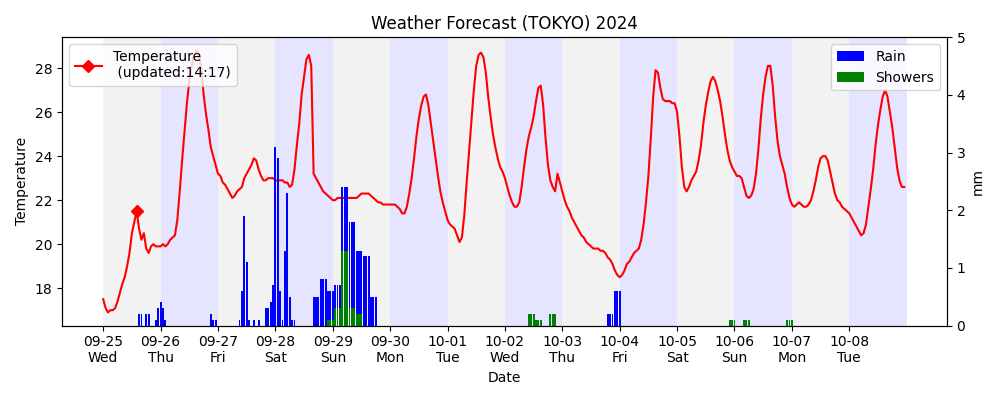 Weather Forecast (TOKYO) 2024
Temperature
(updated:14:17)
Rain
Showers
Temperature
28
26
24
22
20
18
5
4
3
2
1
0
mm
09-25 09-26 09-27 09-28 09-29 09-30 10-01 10-02 10-03 10-04 10-05 10-06 10-07 10-08
Wed Thu Fri Sat Sun Mon Tue Wed Thu Fri Sat Sun Mon Tue
Date